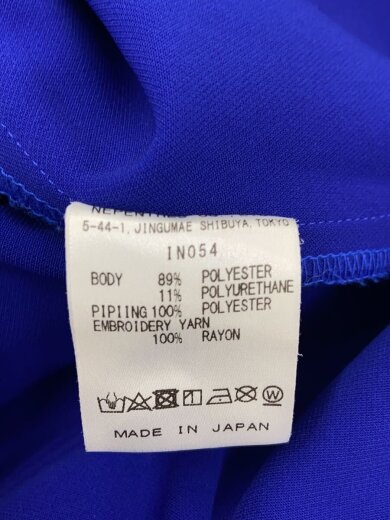 5-44-1, JINGUMAE SHIBUYA, TOKYO
IN054
BODY 89% POLYESTER
11% POLYURETHANE
PIPIING 100% POLYESTER
EMBROIDERY YARN
100% RAYON
MADE IN JAPAN